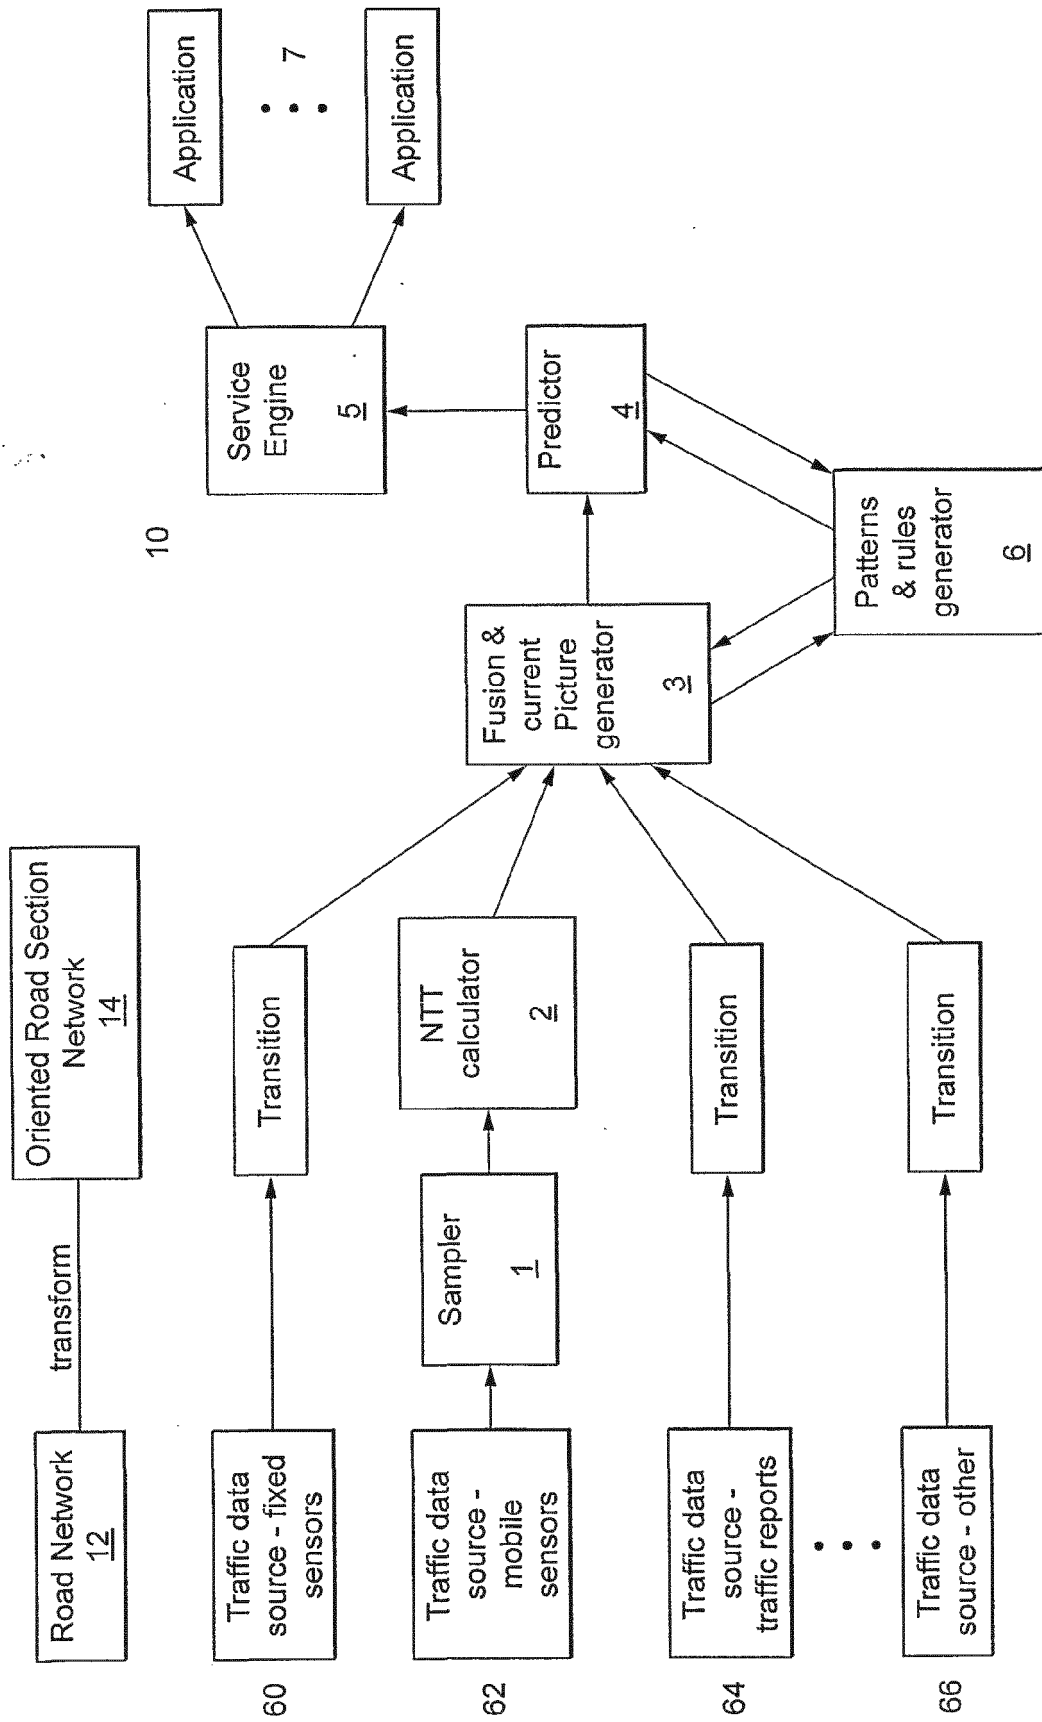 Road Network
12
transform
Oriented Road Section
Network
14
10
60
Traffic data
source - fixed
sensors
Transition
62
Traffic data
source -
mobile
sensors
Sampler
1
NTT
calculator
2
64
Traffic data
source -
traffic reports
Transition
66
Traffic data
source - other
Transition
Fusion &
current
Picture
generator
3
Predictor
4
Patterns
& rules
generator
6
Service
Engine
5
Application
7
Application